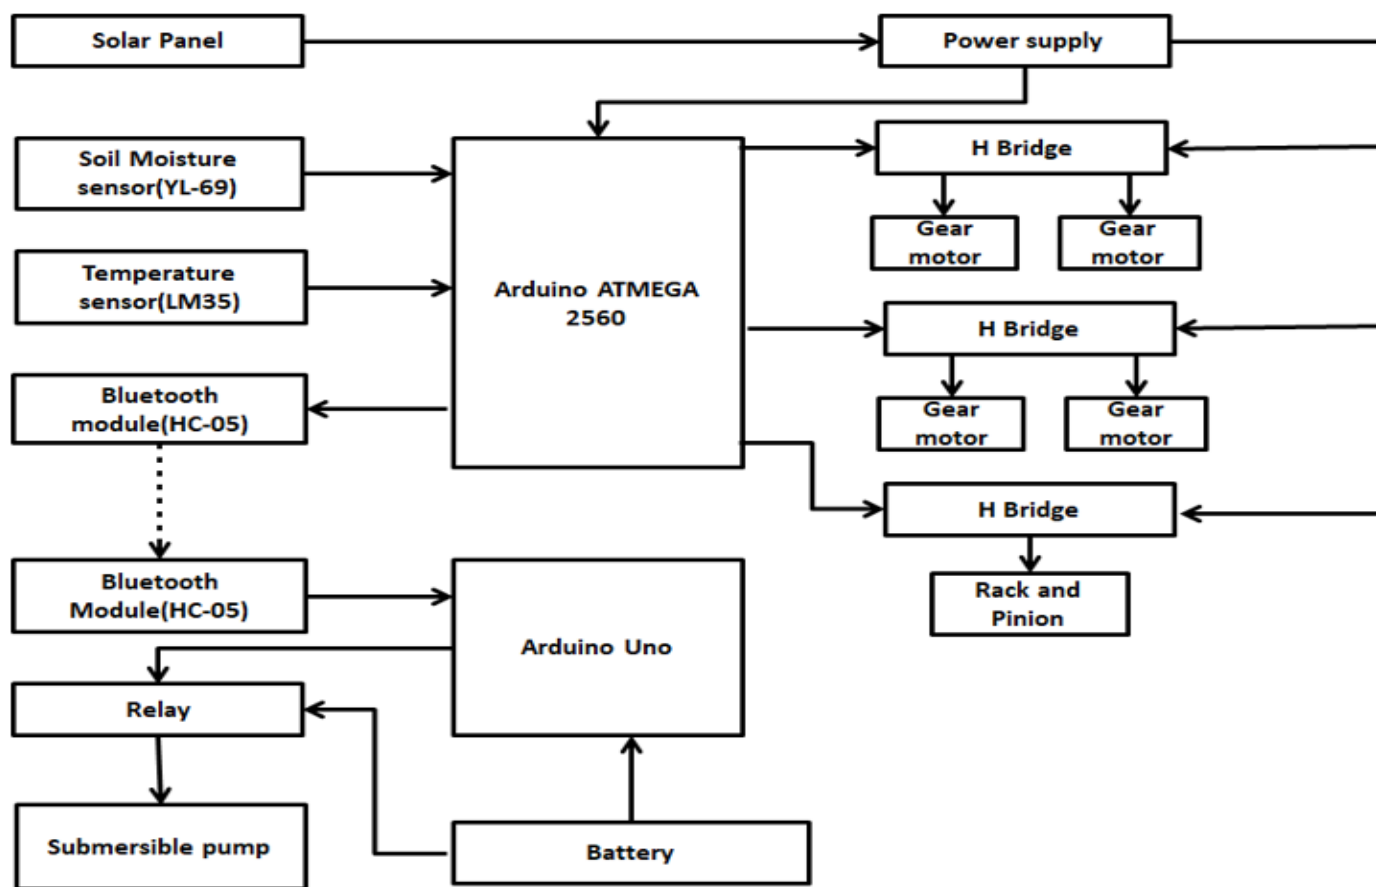 Solar Panel
Power supply
Soil Moisture
sensor(YL-69)
H Bridge
Gear
motor
Gear
motor
Temperature
sensor(LM35)
Arduino ATMEGA
2560
H Bridge
Gear
motor
Gear
motor
Bluetooth
module(HC-05)
H Bridge
Rack and
Pinion
Bluetooth
Module(HC-05)
Arduino Uno
Relay
Submersible pump
Battery